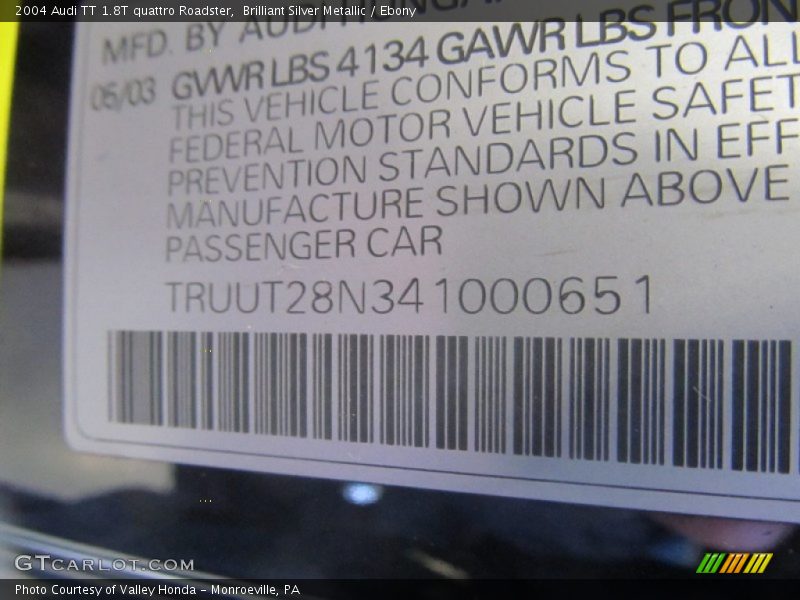 2004 Audi TT 1.8T quattro Roadster, Brilliant Silver Metallic / Ebony
MFD. BY AUDI HUNGA
06/03 GVWR LBS 4134 GAWR LBS FRON
THIS VEHICLE CONFORMS TO ALL
FEDERAL MOTOR VEHICLE SAFET
PREVENTION STANDARDS IN EFF
MANUFACTURE SHOWN ABOVE
PASSENGER CAR
TRUUT28N341000651
GTCARLOT.COM
Photo Courtesy of Valley Honda - Monroeville, PA